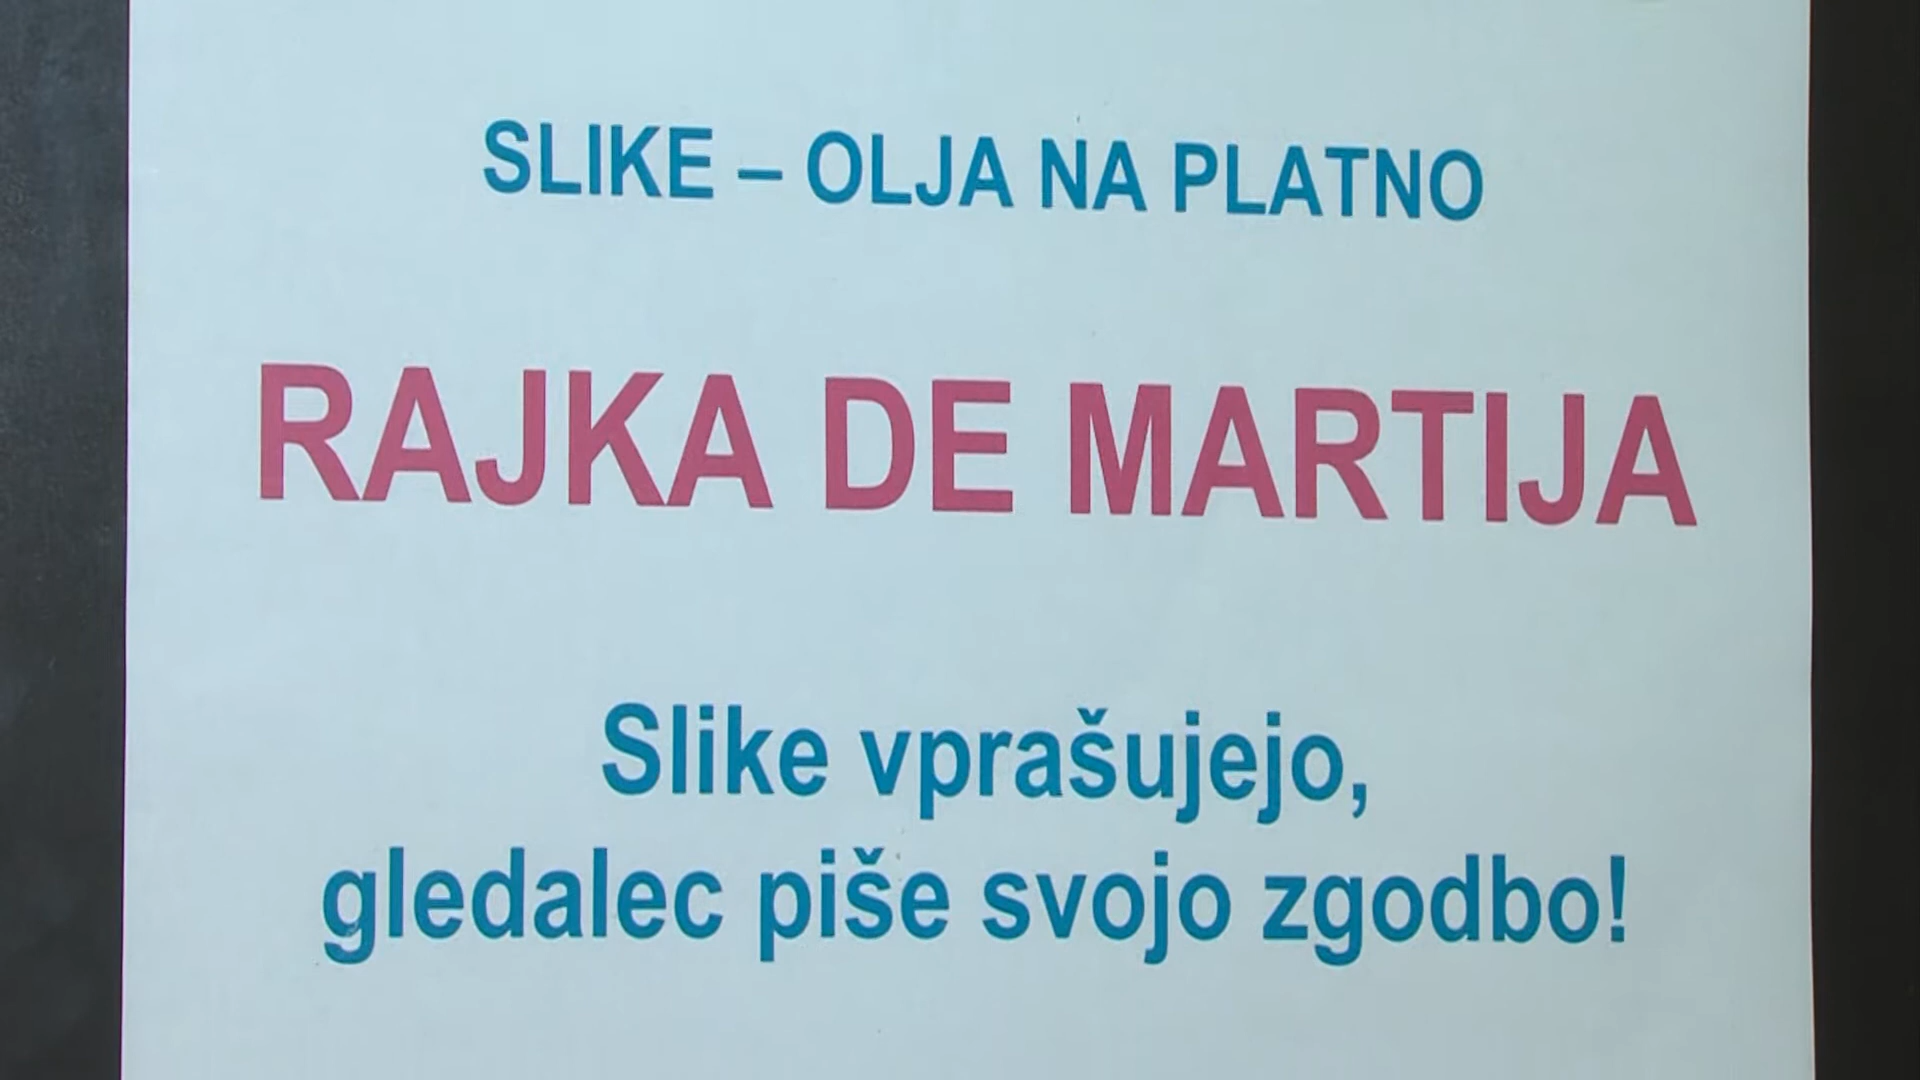 SLIKE – OLJA NA PLATNO
RAJKA DE MARTIJA
Slike vprašujejo,
gledalec piše svojo zgodbo!